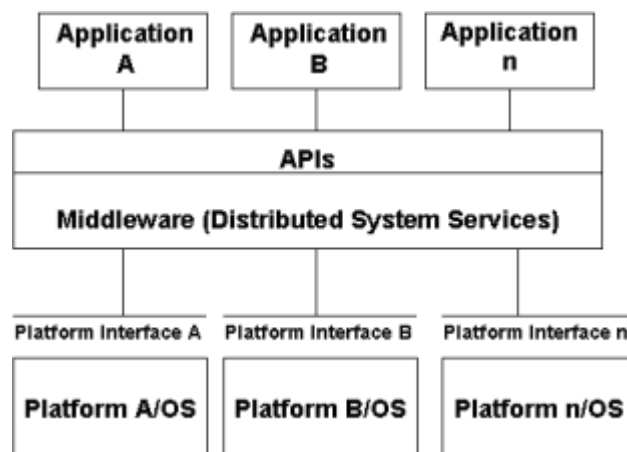 Application
A
Application
B
Application
n
APIs
Middleware (Distributed System Services)
Platform Interface A
Platform Interface B
Platform Interface n
Platform A/OS
Platform B/OS
Platform n/OS